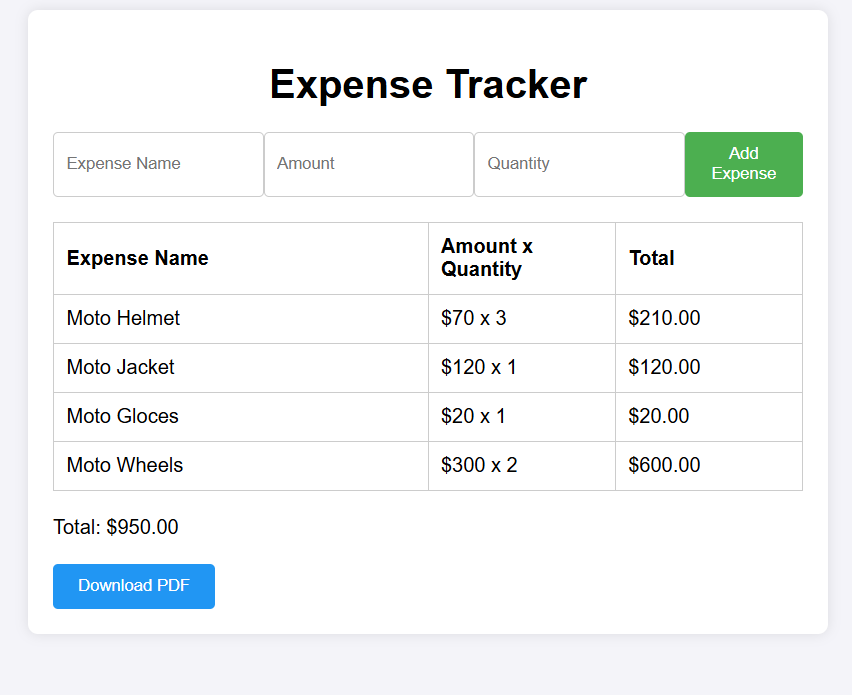 Expense Tracker
Expense Name Amount Quantity Add
Expense
Expense Name Amount x
Quantity Total
Moto Helmet $70 x 3 $210.00
Moto Jacket $120 x 1 $120.00
Moto Gloces $20 x 1 $20.00
Moto Wheels $300 x 2 $600.00
Total: $950.00
Download PDF